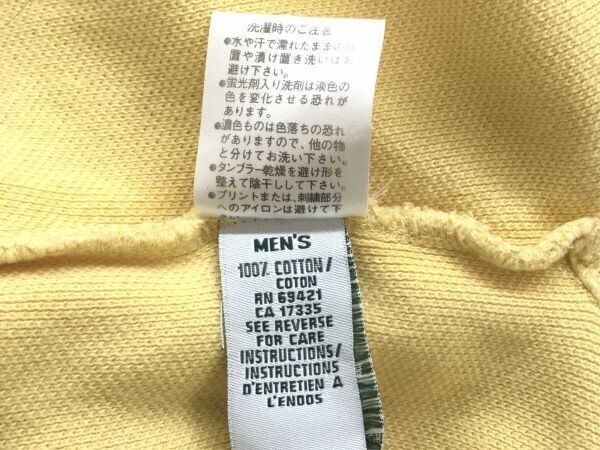 洗濯時のご注意
●水や汗で濡れたままの放
置や漬け置き洗いはお
避け下さい。
●蛍光剤入り洗剤は淡色の
色を変化させる恐れが
あります。
●濃色ものは色落ちの恐れ
がありますので、他の物
と分けてお洗い下さい。
●タンブラー乾燥を避け形を
整えて陰干しして下さい。
●プリントまたは、刺繍部分
へのアイロンは避けて下
MEN'S
100% COTTON/
COTON
RN 69421
CA 17335
SEE REVERSE
FOR CARE
INSTRUCTIONS/
INSTRUCTIONS
D'ENTRETIEN A
L'ENDOS